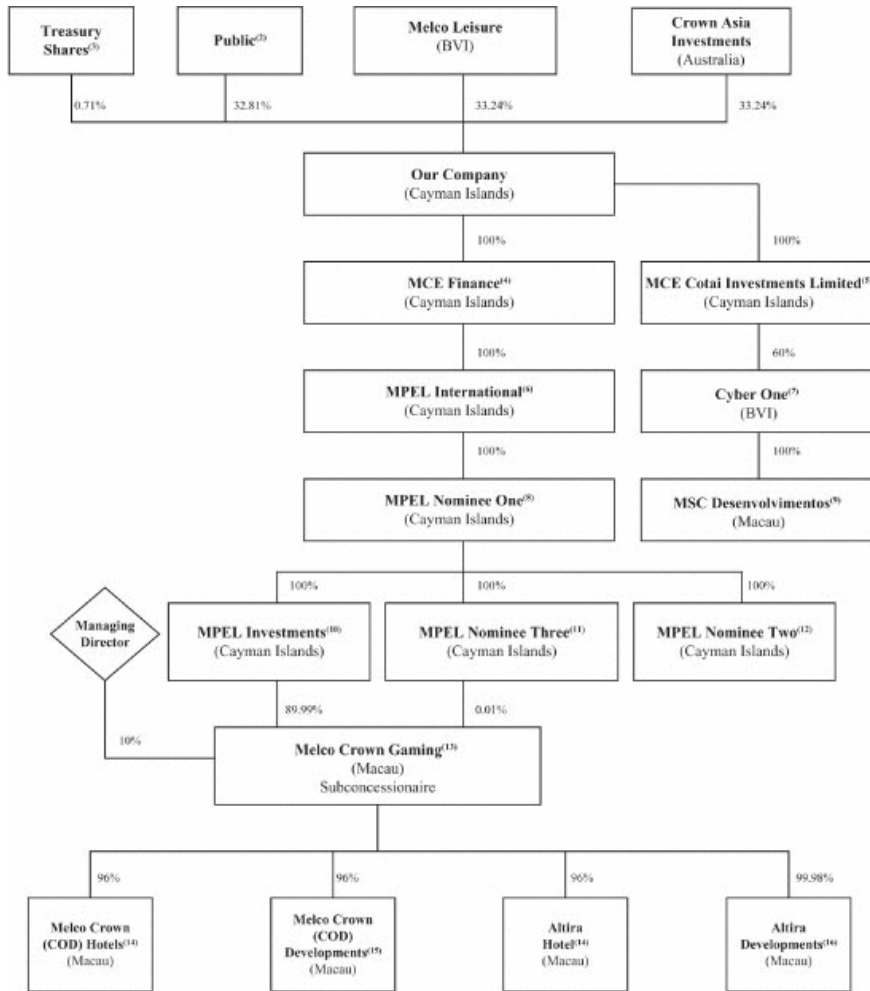 Treasury
Shares(3)
Public(2)
Melco Leisure
(BVI)
Crown Asia
Investments
(Australia)
0.71%
32.81%
33.24%
33.24%
Our Company
(Cayman Islands)
100%
100%
MCE Finance(4)
(Cayman Islands)
MCE Cotai Investments Limited(5)
(Cayman Islands)
100%
60%
MPEL International(6)
(Cayman Islands)
Cyber One(7)
(BVI)
100%
100%
MPEL Nominee One(8)
(Cayman Islands)
MSC Desenvolvimentos(9)
(Macau)
100%
100%
100%
Managing
Director
MPEL Investments(10)
(Cayman Islands)
MPEL Nominee Three(11)
(Cayman Islands)
MPEL Nominee Two(12)
(Cayman Islands)
89.99%
0.01%
10%
Melco Crown Gaming(13)
(Macau)
Subconcessionaire
96%
96%
96%
99.98%
Melco Crown
(COD) Hotels(14)
(Macau)
Melco Crown
(COD)
Developments(15)
(Macau)
Altira
Hotel(14)
(Macau)
Altira
Developments(16)
(Macau)